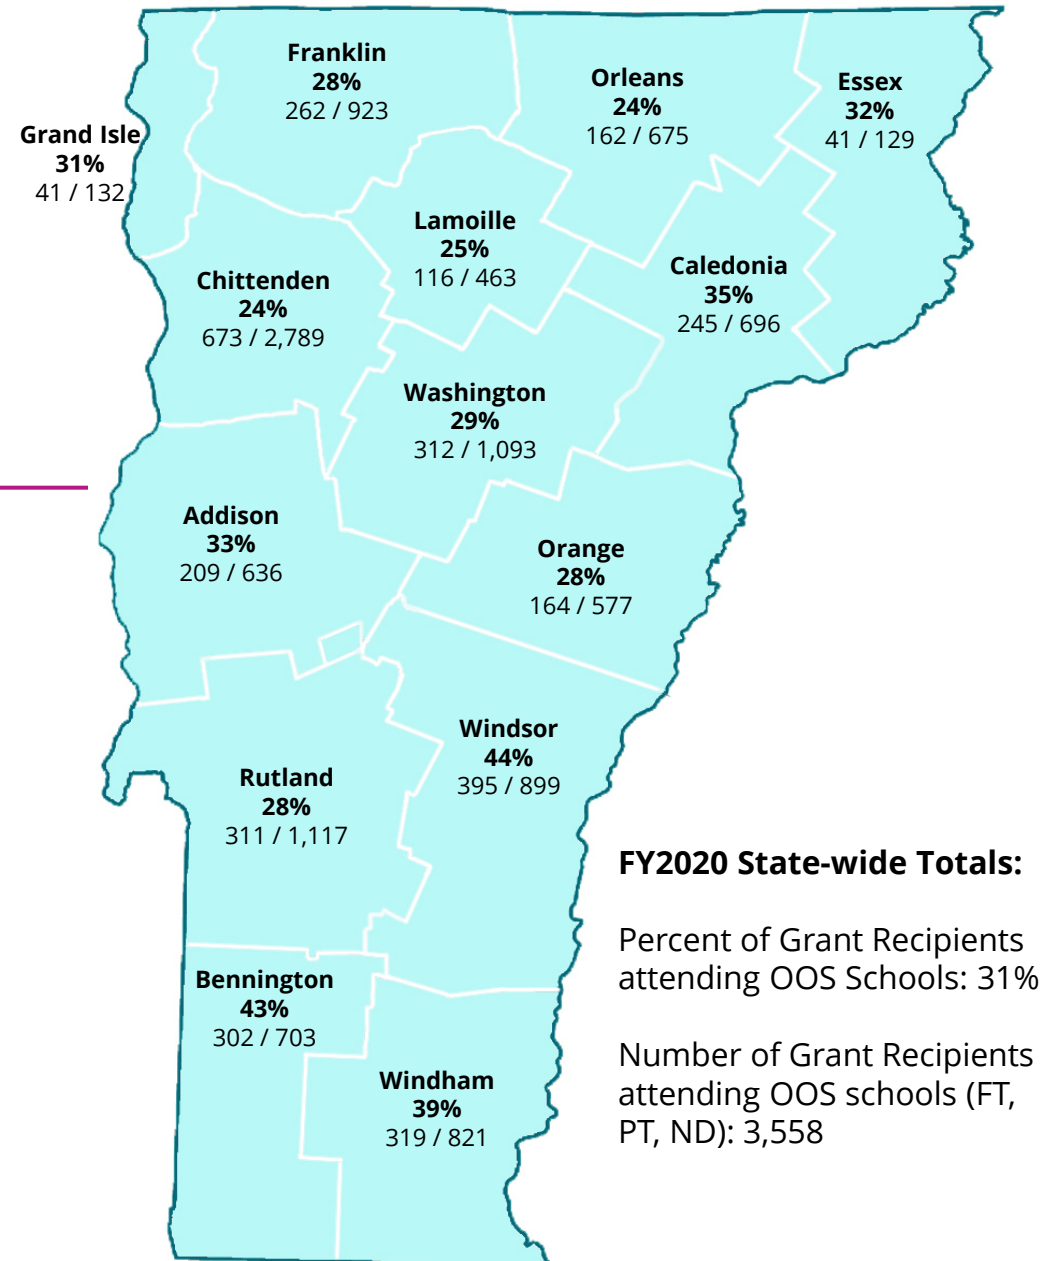 Franklin
28%
262 / 923
Orleans
24%
162 / 675
Essex
32%
41 / 129
Grand Isle
31%
41 / 132
Lamoille
25%
116 / 463
Caledonia
35%
245 / 696
Chittenden
24%
673 / 2,789
Washington
29%
312 / 1,093
Addison
33%
209 / 636
Orange
28%
164 / 577
Windsor
44%
395 / 899
Rutland
28%
311 / 1,117
Bennington
43%
302 / 703
Windham
39%
319 / 821
FY2020 State-wide Totals:
Percent of Grant Recipients
attending OOS Schools: 31%
Number of Grant Recipients
attending OOS schools (FT,
PT, ND): 3,558